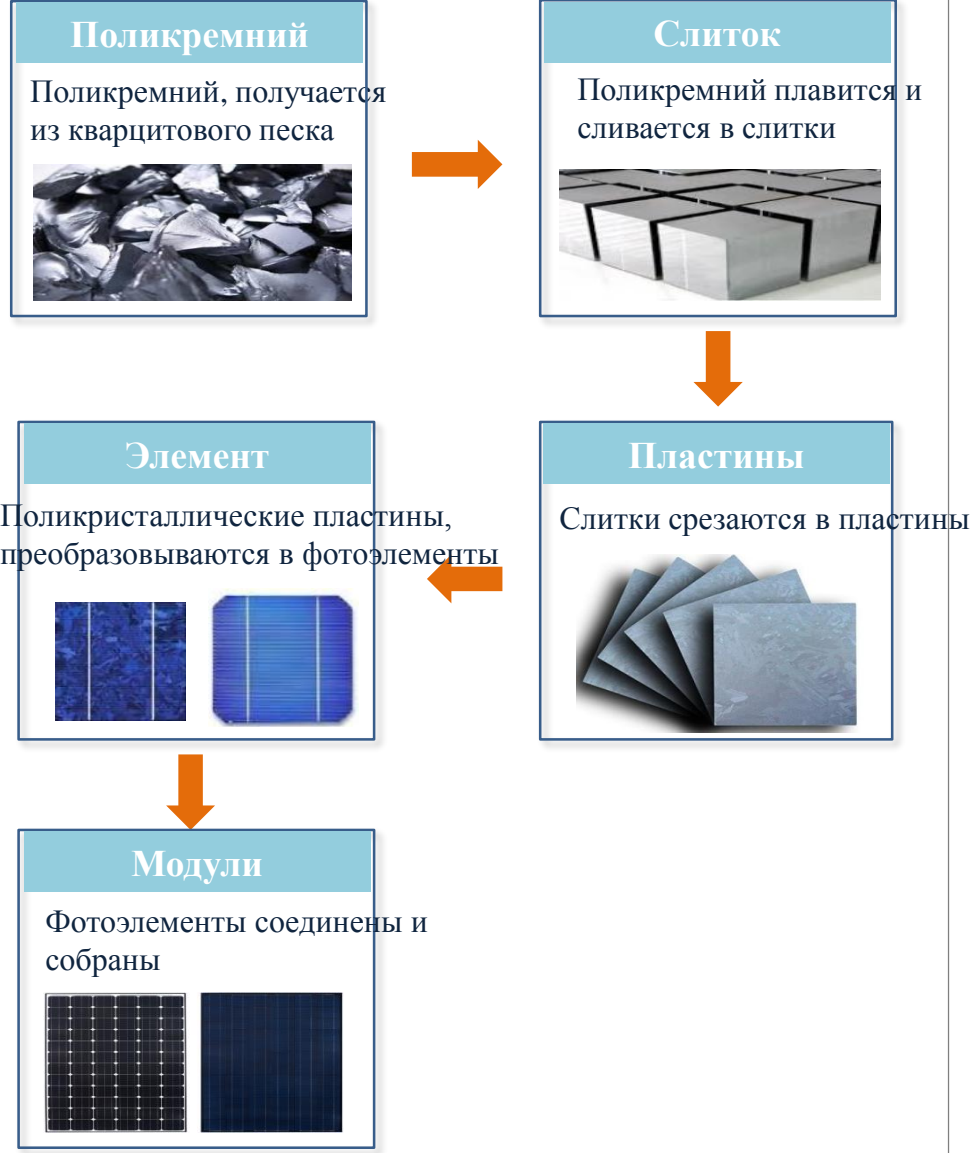 Поликремний
Поликремний, получается
из кварцитового песка
Слиток
Поликремний плавится и
сливается в слитки
Элемент
Поликристаллические пластины,
преобразовываются в фотоэлементы
Пластины
Слитки срезаются в пластины
Модули
Фотоэлементы соединены и
собраны